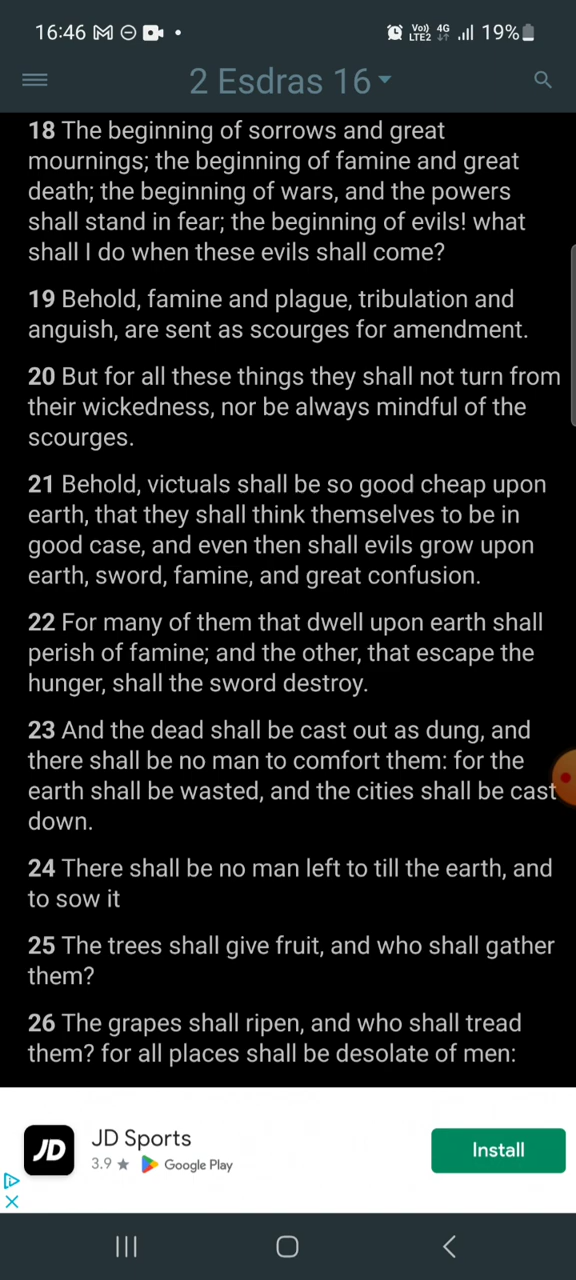 16:46
Vo)) 4G
LTE2 19%
2 Esdras 16
18 The beginning of sorrows and great
mournings; the beginning of famine and great
death; the beginning of wars, and the powers
shall stand in fear; the beginning of evils! what
shall I do when these evils shall come?
19 Behold, famine and plague, tribulation and
anguish, are sent as scourges for amendment.
20 But for all these things they shall not turn from
their wickedness, nor be always mindful of the
scourges.
21 Behold, victuals shall be so good cheap upon
earth, that they shall think themselves to be in
good case, and even then shall evils grow upon
earth, sword, famine, and great confusion.
22 For many of them that dwell upon earth shall
perish of famine; and the other, that escape the
hunger, shall the sword destroy.
23 And the dead shall be cast out as dung, and
there shall be no man to comfort them: for the
earth shall be wasted, and the cities shall be cast
down.
24 There shall be no man left to till the earth, and
to sow it
25 The trees shall give fruit, and who shall gather
them?
26 The grapes shall ripen, and who shall tread
them? for all places shall be desolate of men:
JD
JD Sports
3.9 ★ Google Play
Install